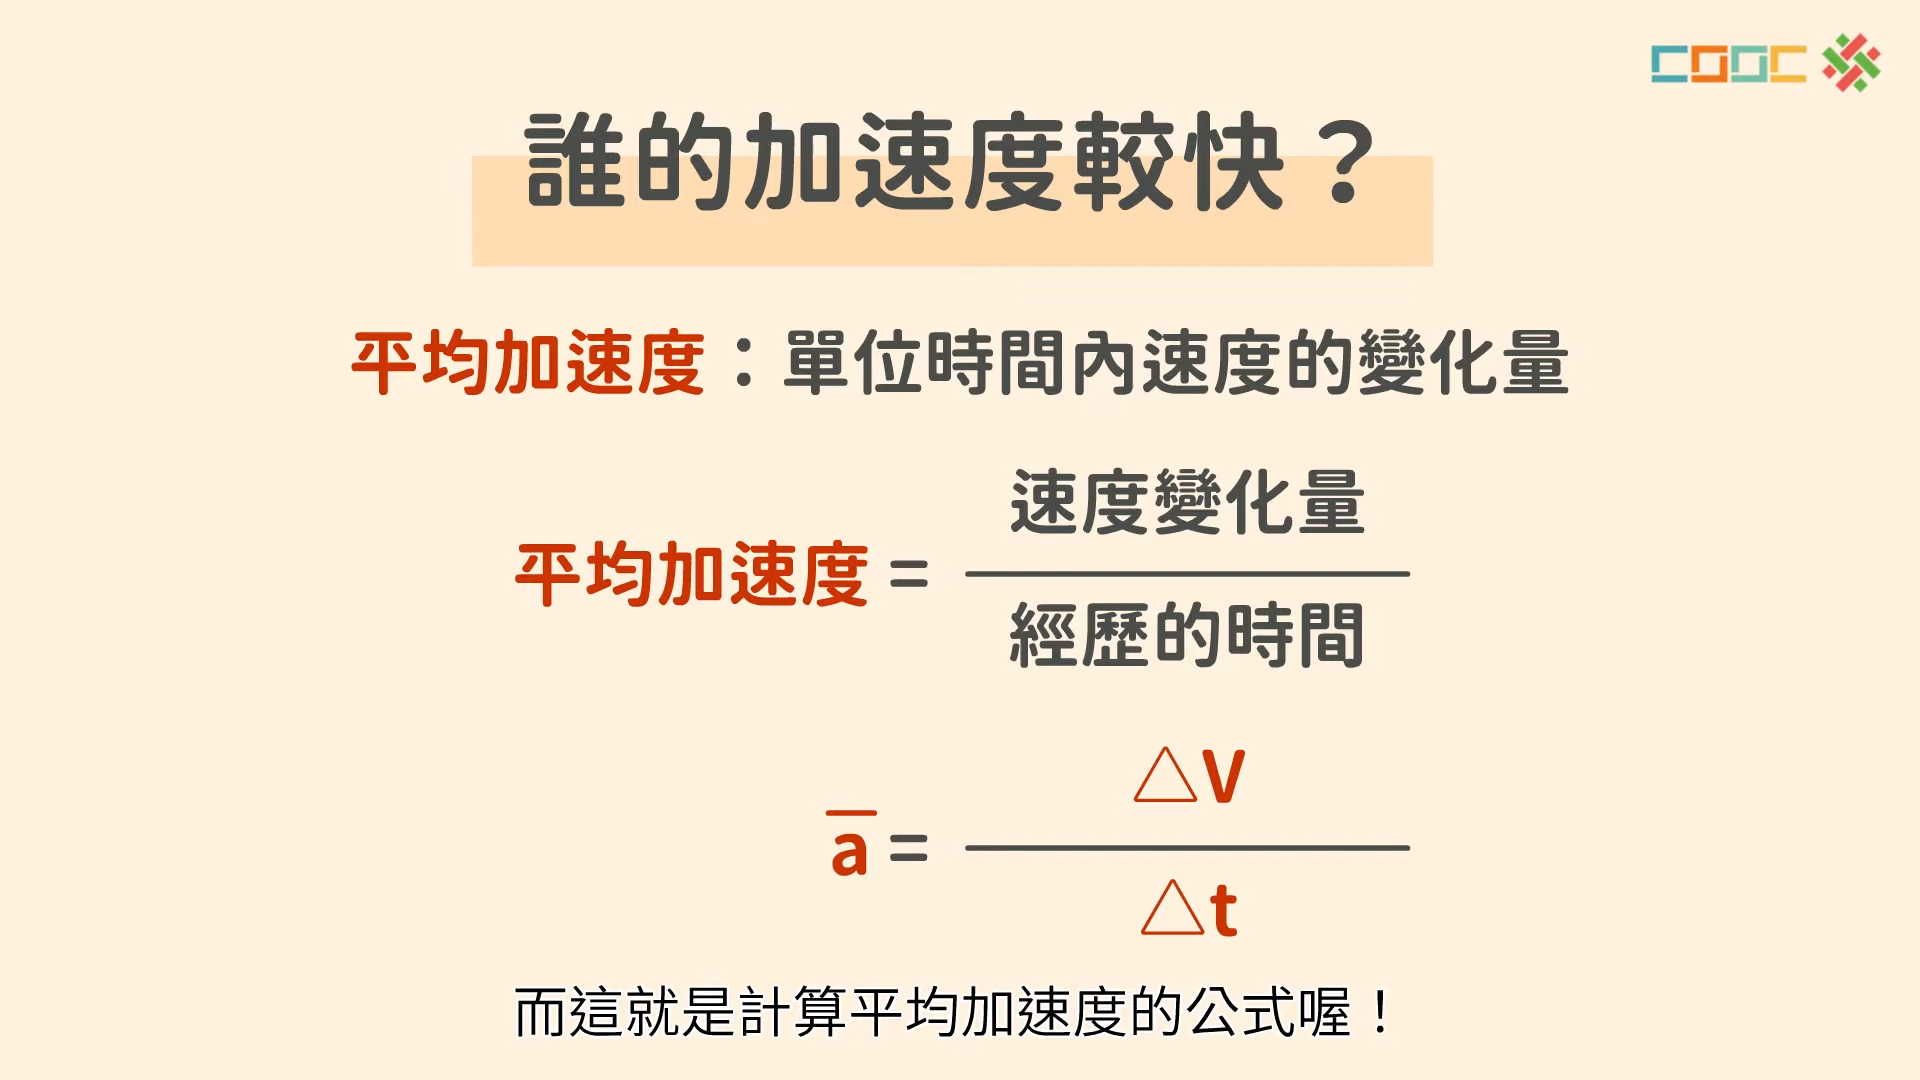 COOC
誰的加速度較快？
平均加速度：單位時間內速度的變化量
速度變化量
平均加速度 =
經歷的時間
△V
a̅ =
△t
而這就是計算平均加速度的公式喔！